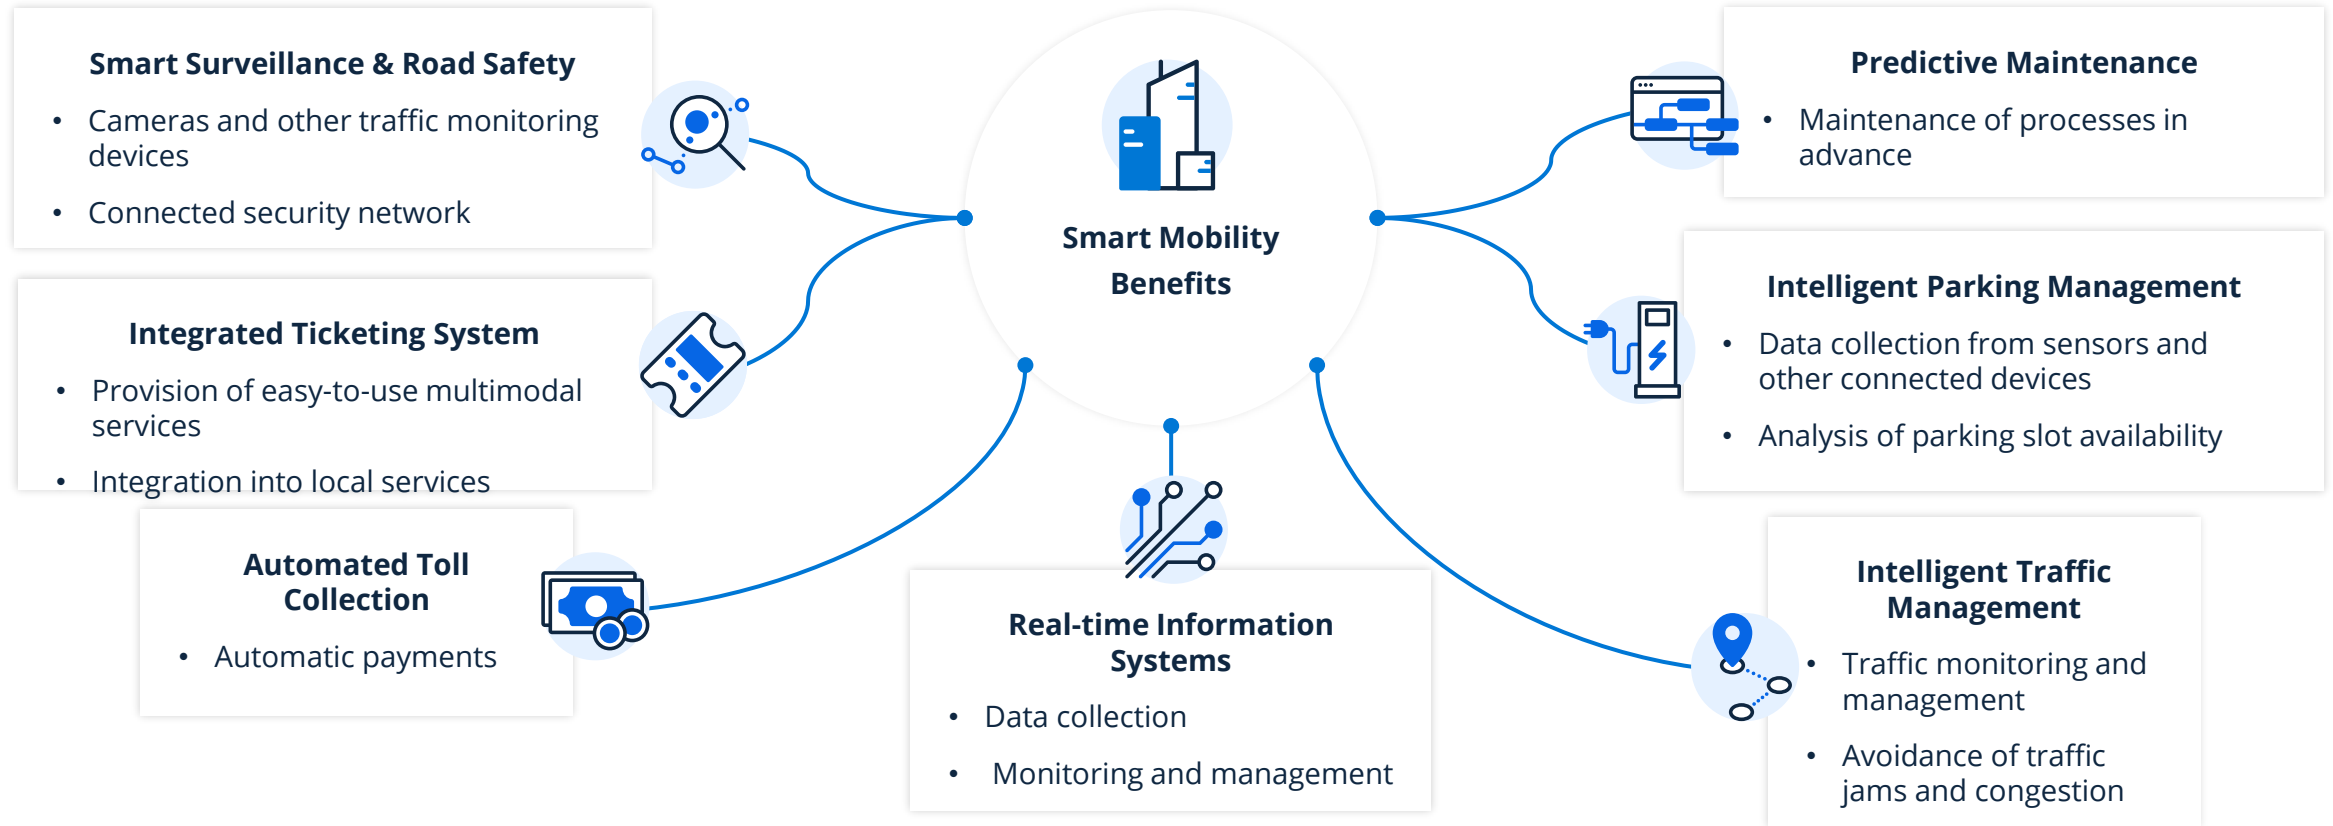 Smart Surveillance & Road Safety
• Cameras and other traffic monitoring
devices
• Connected security network
Integrated Ticketing System
• Provision of easy-to-use multimodal
services
• Integration into local services
Automated Toll
Collection
• Automatic payments
Smart Mobility
Benefits
Real-time Information
Systems
• Data collection
• Monitoring and management
Predictive Maintenance
• Maintenance of processes in
advance
Intelligent Parking Management
• Data collection from sensors and
other connected devices
• Analysis of parking slot availability
Intelligent Traffic
Management
• Traffic monitoring and
management
• Avoidance of traffic
jams and congestion